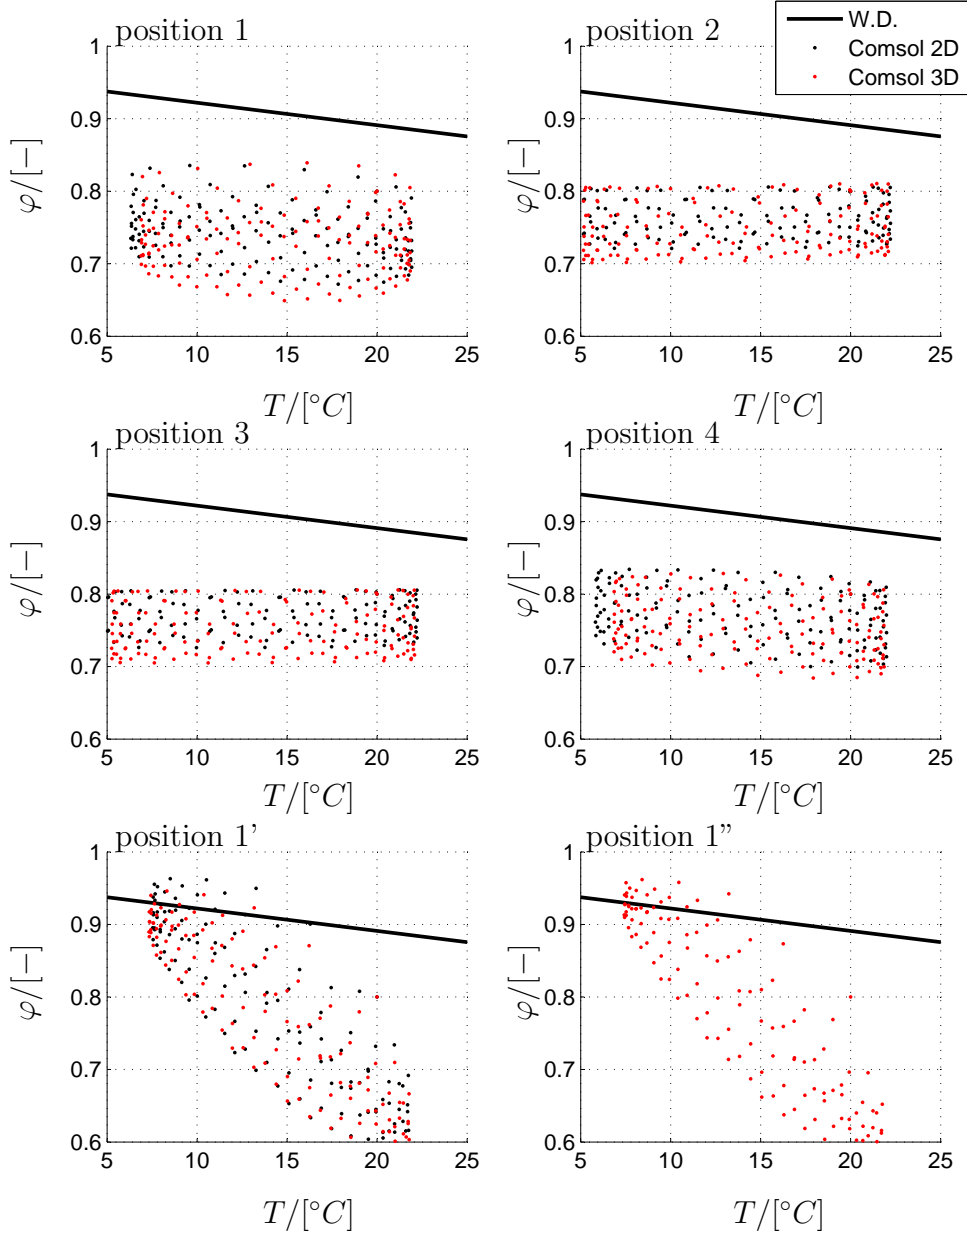 position 1
position 2
W.D.
Comsol 2D
Comsol 3D
1
0.9
0.8
0.7
0.6
φ/[−]
5
10
15
20
25
T/[°C]
1
0.9
0.8
0.7
0.6
φ/[−]
5
10
15
20
25
T/[°C]
position 3
1
0.9
0.8
0.7
0.6
φ/[−]
5
10
15
20
25
T/[°C]
position 4
1
0.9
0.8
0.7
0.6
φ/[−]
5
10
15
20
25
T/[°C]
position 1'
1
0.9
0.8
0.7
0.6
φ/[−]
5
10
15
20
25
T/[°C]
position 1"
1
0.9
0.8
0.7
0.6
φ/[−]
5
10
15
20
25
T/[°C]